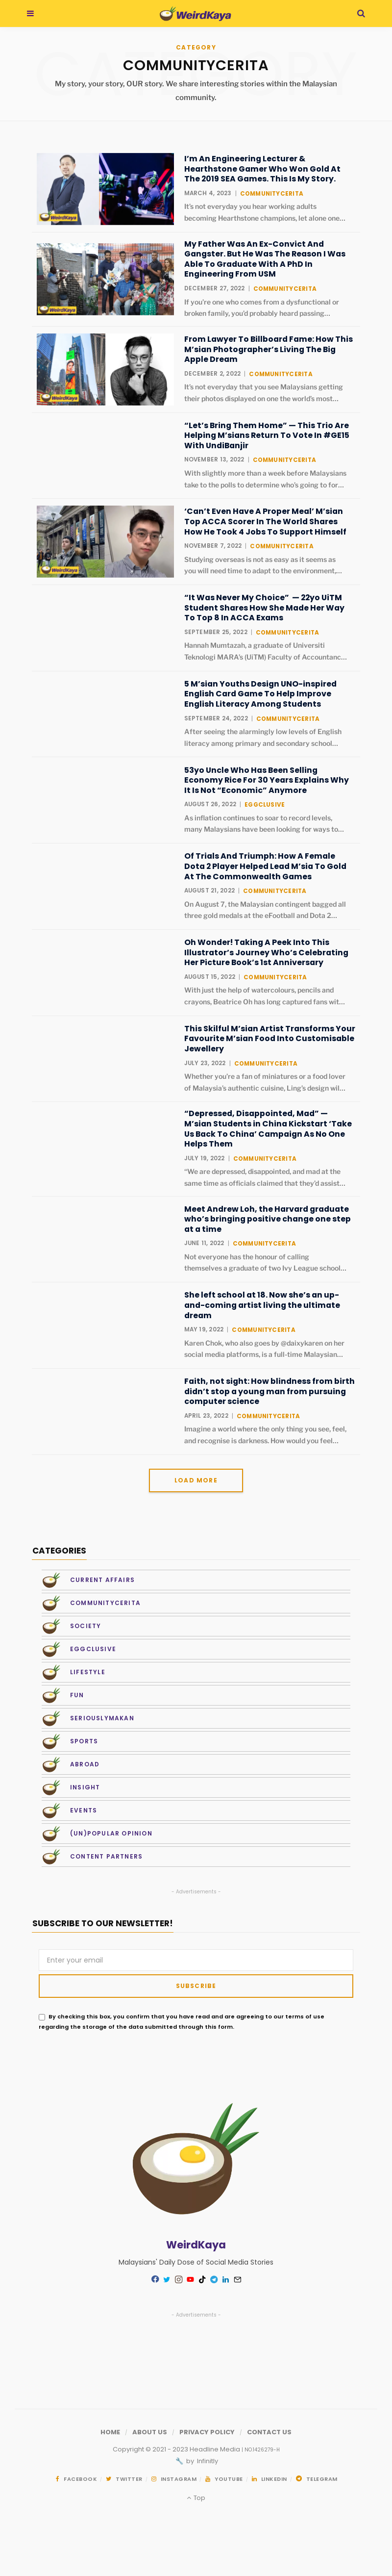 WeirdKaya
CATEGORY
COMMUNITYCERITA
My story, your story, OUR story. We share interesting stories within the Malaysian
community.
I'm An Engineering Lecturer &
Hearthstone Gamer Who Won Gold At
The 2019 SEA Games. This Is My Story.
MARCH 4, 2023 | COMMUNITYCERITA
It's not everyday you hear working adults
becoming Hearthstone champions, let alone one...
WeirdKaya
My Father Was An Ex-Convict And
Gangster. But He Was The Reason I Was
Able To Graduate With A PhD In
Engineering From USM
DECEMBER 27, 2022 | COMMUNITYCERITA
If you're one who comes from a dysfunctional or
broken family, you'd probably heard passing...
WeirdKaya
From Lawyer To Billboard Fame: How This
M'sian Photographer's Living The Big
Apple Dream
DECEMBER 2, 2022 | COMMUNITYCERITA
It's not everyday that you see Malaysians getting
their photos displayed on one the world's most...
WeirdKaya
"Let's Bring Them Home" — This Trio Are
Helping M'sians Return To Vote In #GE15
With UndiBanjir
NOVEMBER 13, 2022 | COMMUNITYCERITA
With slightly more than a week before Malaysians
take to the polls to determine who's going to for...
'Can't Even Have A Proper Meal' M'sian
Top ACCA Scorer In The World Shares
How He Took 4 Jobs To Support Himself
NOVEMBER 7, 2022 | COMMUNITYCERITA
Studying overseas is not as easy as it seems as
you will need time to adapt to the environment,...
WeirdKaya
"It Was Never My Choice" — 22yo UiTM
Student Shares How She Made Her Way
To Top 8 In ACCA Exams
SEPTEMBER 25, 2022 | COMMUNITYCERITA
Hannah Mumtazah, a graduate of Universiti
Teknologi MARA's (UiTM) Faculty of Accountanc...
5 M'sian Youths Design UNO-inspired
English Card Game To Help Improve
English Literacy Among Students
SEPTEMBER 24, 2022 | COMMUNITYCERITA
After seeing the alarmingly low levels of English
literacy among primary and secondary school...
53yo Uncle Who Has Been Selling
Economy Rice For 30 Years Explains Why
It Is Not "Economic" Anymore
AUGUST 26, 2022 | EGGCLUSIVE
As inflation continues to soar to record levels,
many Malaysians have been looking for ways to...
Of Trials And Triumph: How A Female
Dota 2 Player Helped Lead M'sia To Gold
At The Commonwealth Games
AUGUST 21, 2022 | COMMUNITYCERITA
On August 7, the Malaysian contingent bagged all
three gold medals at the eFootball and Dota 2...
Oh Wonder! Taking A Peek Into This
Illustrator's Journey Who's Celebrating
Her Picture Book's 1st Anniversary
AUGUST 15, 2022 | COMMUNITYCERITA
With just the help of watercolours, pencils and
crayons, Beatrice Oh has long captured fans wit...
This Skilful M'sian Artist Transforms Your
Favourite M'sian Food Into Customisable
Jewellery
JULY 23, 2022 | COMMUNITYCERITA
Whether you're a fan of miniatures or a food lover
of Malaysia's authentic cuisine, Ling's design wil...
"Depressed, Disappointed, Mad" —
M'sian Students in China Kickstart 'Take
Us Back To China' Campaign As No One
Helps Them
JULY 19, 2022 | COMMUNITYCERITA
"We are depressed, disappointed, and mad at the
same time as officials claimed that they'd assist...
Meet Andrew Loh, the Harvard graduate
who's bringing positive change one step
at a time
JUNE 11, 2022 | COMMUNITYCERITA
Not everyone has the honour of calling
themselves a graduate of two Ivy League school...
She left school at 18. Now she's an up-
and-coming artist living the ultimate
dream
MAY 19, 2022 | COMMUNITYCERITA
Karen Chok, who also goes by @daixykaren on her
social media platforms, is a full-time Malaysian...
Faith, not sight: How blindness from birth
didn't stop a young man from pursuing
computer science
APRIL 23, 2022 | COMMUNITYCERITA
Imagine a world where the only thing you see, feel,
and recognise is darkness. How would you feel...
LOAD MORE
CATEGORIES
CURRENT AFFAIRS
COMMUNITYCERITA
SOCIETY
EGGCLUSIVE
LIFESTYLE
FUN
SERIOUSLYMAKAN
SPORTS
ABROAD
INSIGHT
EVENTS
(UN)POPULAR OPINION
CONTENT PARTNERS
- Advertisements -
SUBSCRIBE TO OUR NEWSLETTER!
Enter your email
SUBSCRIBE
By checking this box, you confirm that you have read and are agreeing to our terms of use
regarding the storage of the data submitted through this form.
WeirdKaya
Malaysians' Daily Dose of Social Media Stories
- Advertisements -
HOME / ABOUT US / PRIVACY POLICY / CONTACT US
Copyright © 2021 - 2023 Headline Media | NO1426279-H
by Infinitly
FACEBOOK / TWITTER / INSTAGRAM / YOUTUBE / LINKEDIN / TELEGRAM
Top